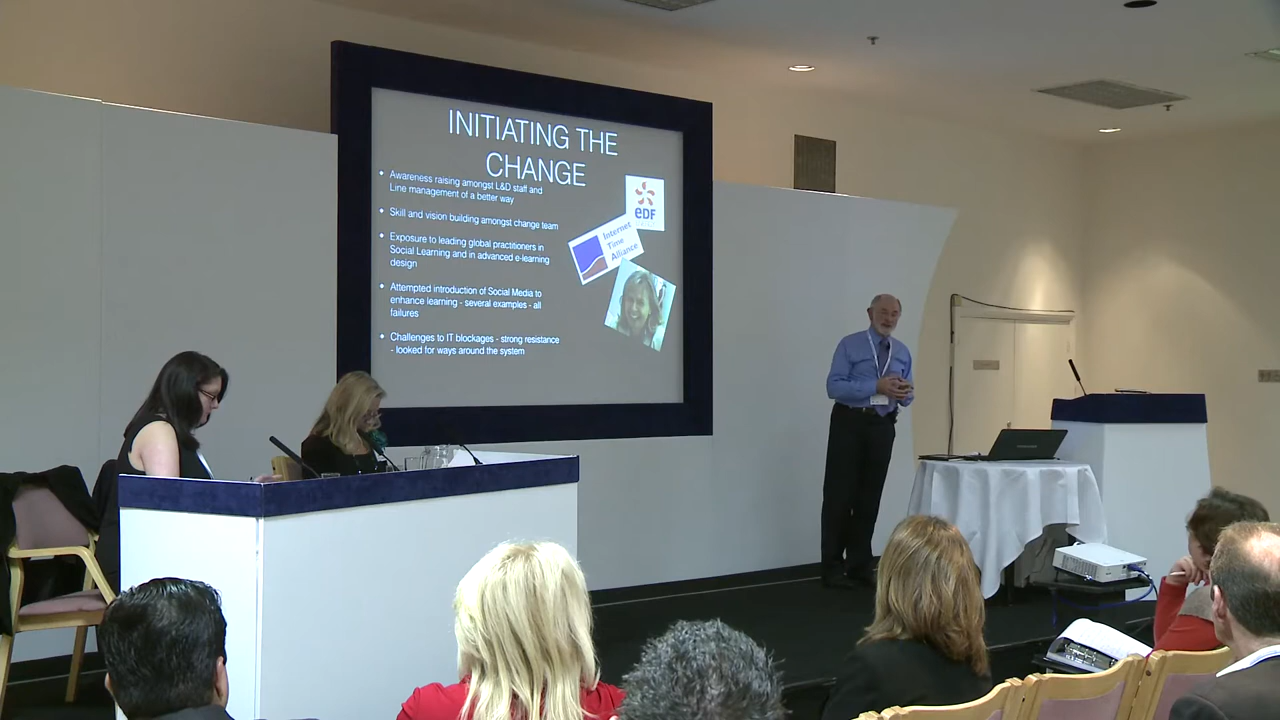 INITIATING THE
CHANGE
• Awareness raising amongst L&D staff and
Line management of a better way
• Skill and vision building amongst change team
• Exposure to leading global practitioners in
Social Learning and in advanced e-learning
design
• Attempted introduction of Social Media to
enhance learning - several examples - all
failures
• Challenges to IT blockages - strong resistance
- looked for ways around the system
eDF
Internet
Time
Alliance